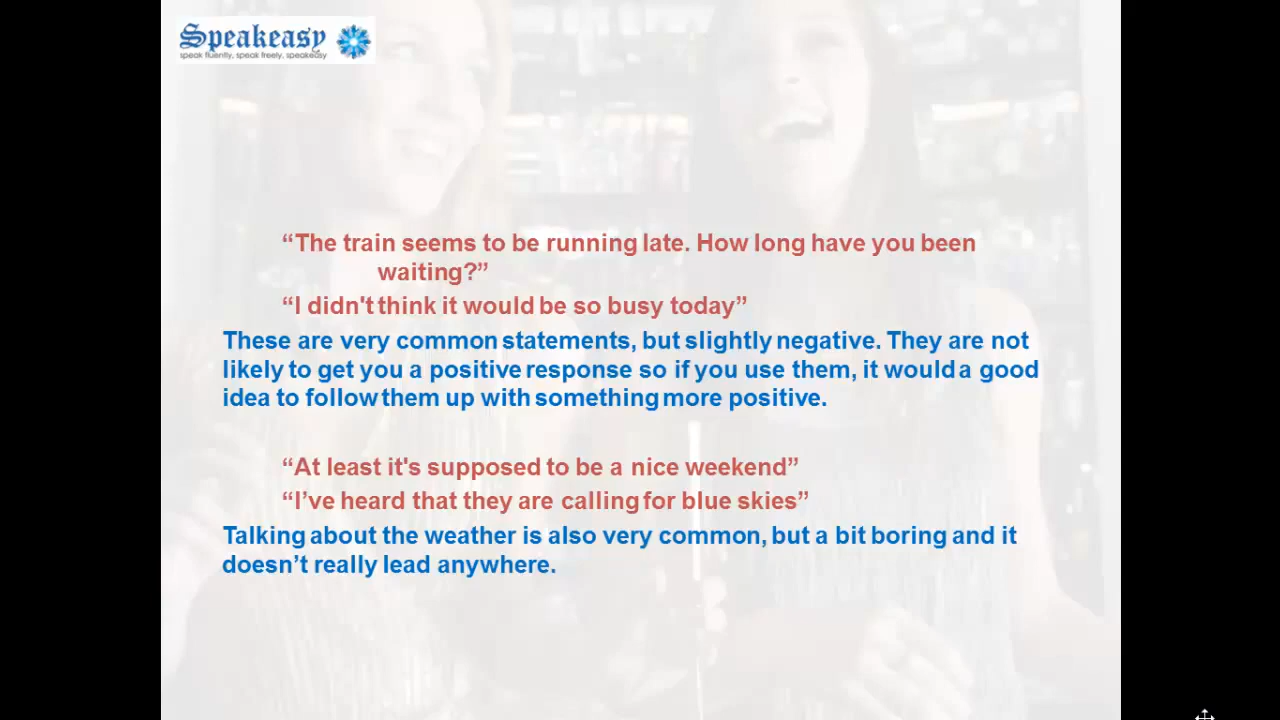 Speakeasy
speak fluently, speak freely, speakeasy
“The train seems to be running late. How long have you been
waiting?”
“I didn't think it would be so busy today”
These are very common statements, but slightly negative. They are not
likely to get you a positive response so if you use them, it would a good
idea to follow them up with something more positive.
“At least it's supposed to be a nice weekend”
“I’ve heard that they are calling for blue skies”
Talking about the weather is also very common, but a bit boring and it
doesn’t really lead anywhere.